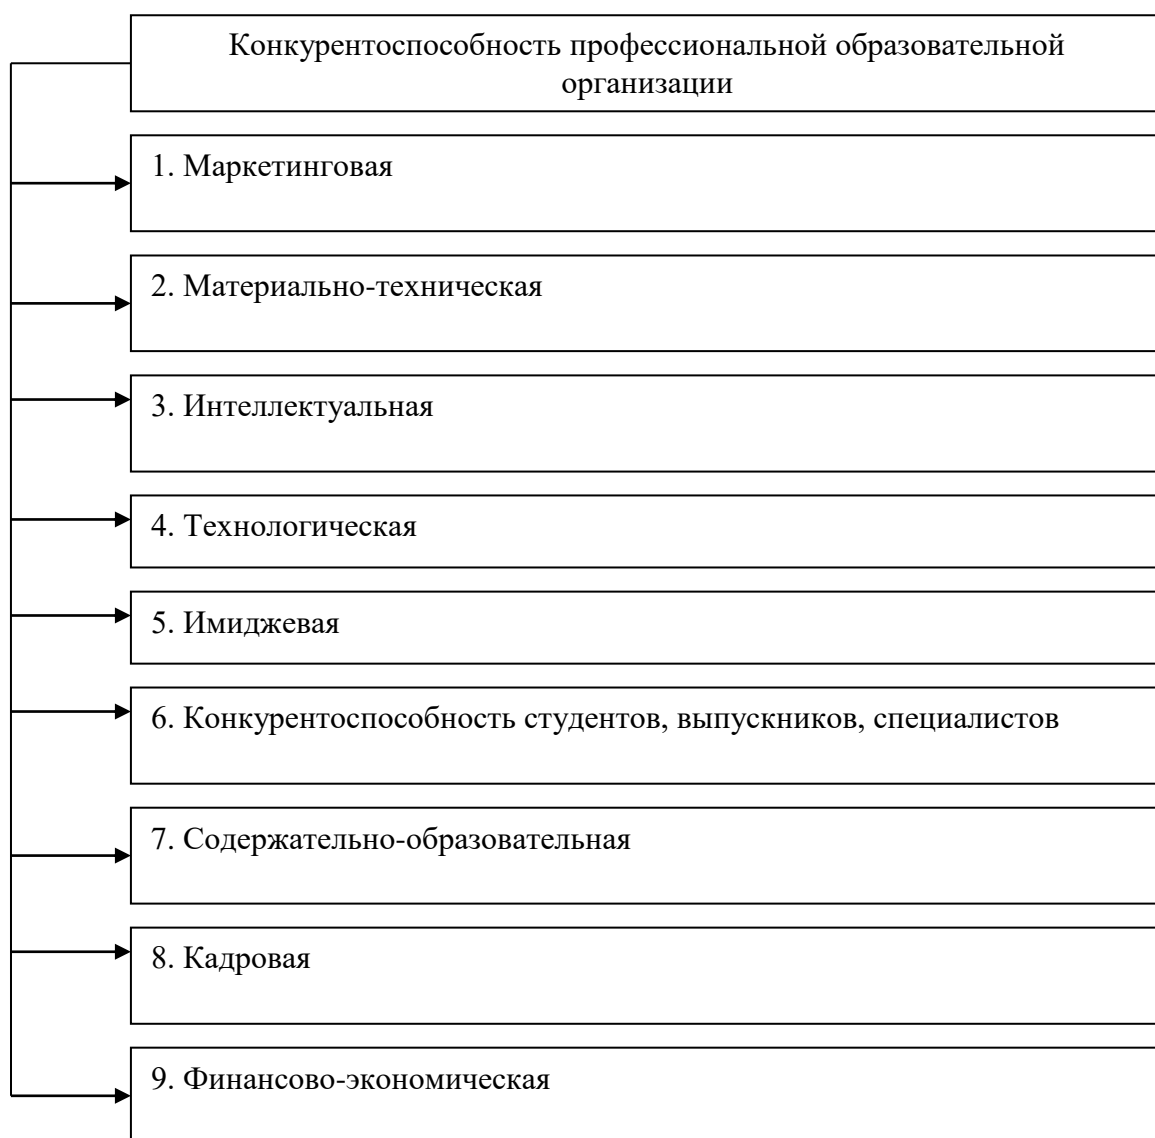 Конкурентоспособность профессиональной образовательной
организации
1. Маркетинговая
2. Материально-техническая
3. Интеллектуальная
4. Технологическая
5. Имиджевая
6. Конкурентоспособность студентов, выпускников, специалистов
7. Содержательно-образовательная
8. Кадровая
9. Финансово-экономическая